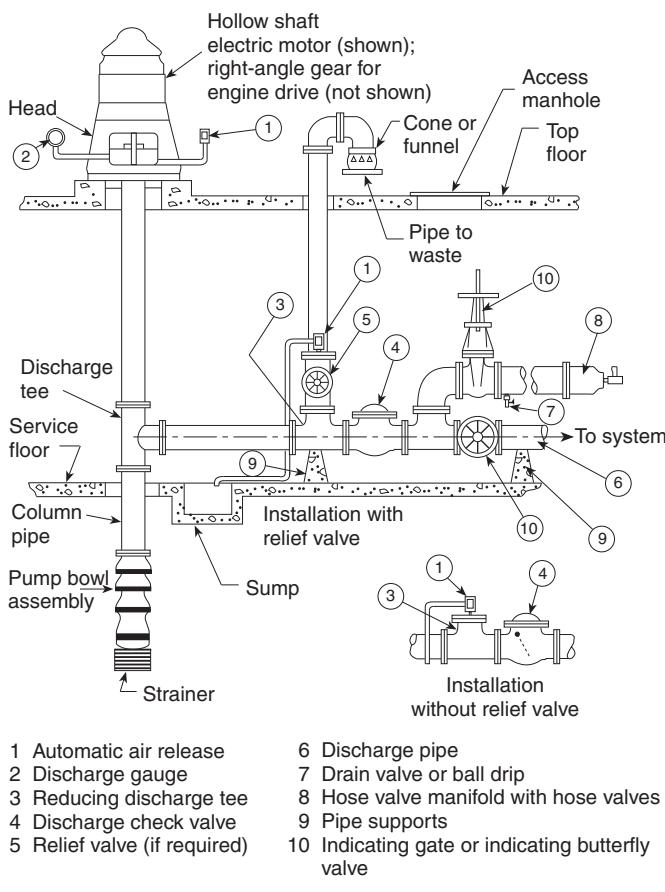 Hollow shaft
electric motor (shown);
right-angle gear for
engine drive (not shown)
Head
1
2
Cone or
funnel
Access
manhole
Top
floor
Pipe to
waste
1
10
3
5
4
8
Discharge
tee
7
Service
floor
To system
9
6
Column
pipe
Installation with
relief valve
10
9
Pump bowl
assembly
Sump
1
4
3
Strainer
Installation
without relief valve
1 Automatic air release
2 Discharge gauge
3 Reducing discharge tee
4 Discharge check valve
5 Relief valve (if required)
6 Discharge pipe
7 Drain valve or ball drip
8 Hose valve manifold with hose valves
9 Pipe supports
10 Indicating gate or indicating butterfly
valve